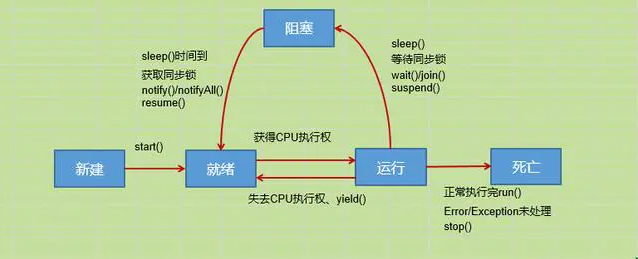 阻塞
sleep()时间到
获取同步锁
notify()/notifyAll()
resume()
sleep()
等待同步锁
wait()/join()
suspend()
start()
获得CPU执行权
新建
就绪
运行
死亡
失去CPU执行权、yield()
正常执行完run()
Error/Exception未处理
stop()